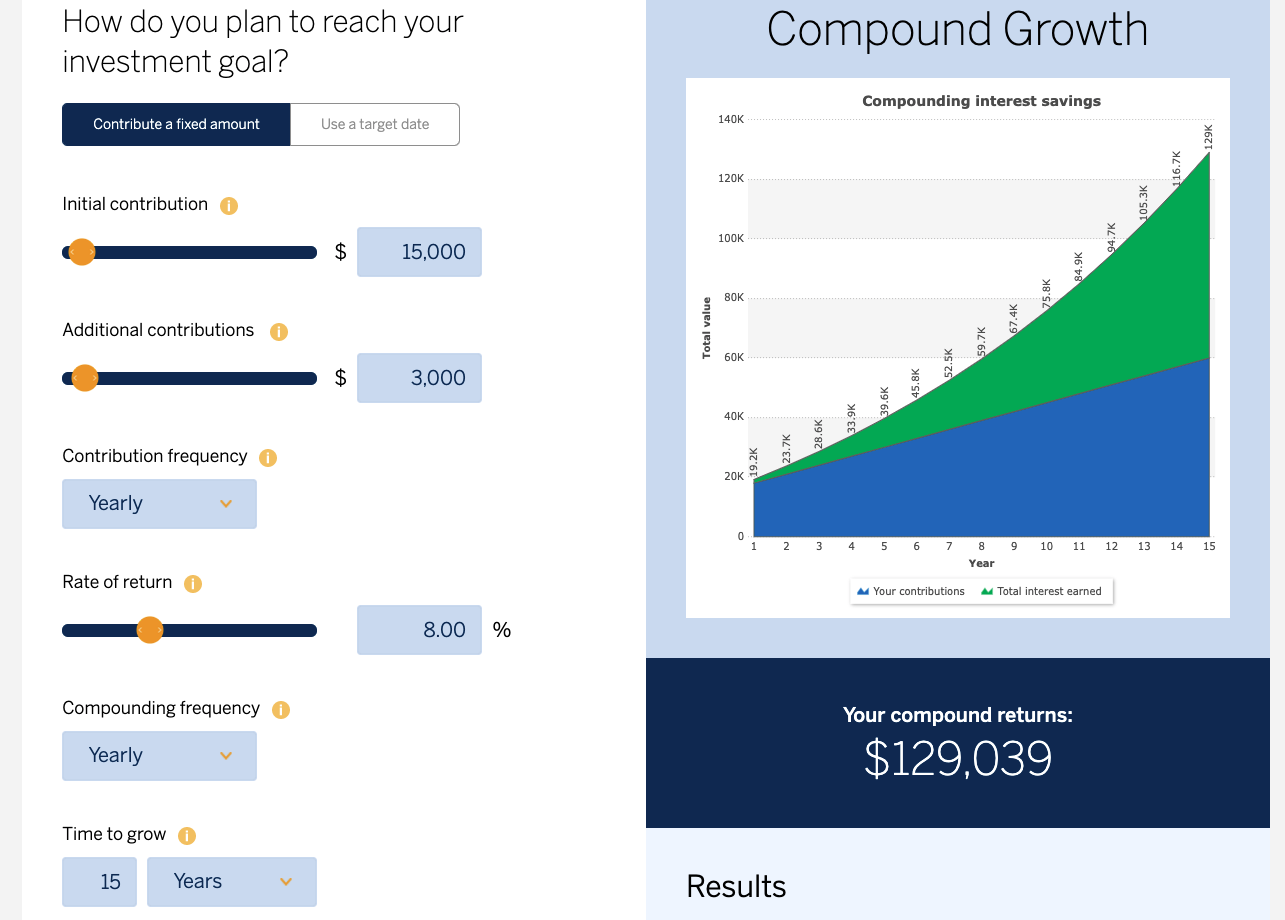 How do you plan to reach your
investment goal?
Contribute a fixed amount
Use a target date
Initial contribution i
$ 15,000
Additional contributions i
$ 3,000
Contribution frequency i
Yearly
Rate of return i
8.00 %
Compounding frequency i
Yearly
Time to grow i
15 Years
Compound Growth
Compounding interest savings
Total value
140K
120K
100K
80K
60K
40K
20K
0
19.2K
23.7K
28.6K
33.9K
39.6K
45.8K
52.5K
59.7K
67.4K
75.8K
84.9K
94.7K
105.3K
116.7K
129K
1 2 3 4 5 6 7 8 9 10 11 12 13 14 15
Year
Your contributions Total interest earned
Your compound returns:
$129,039
Results